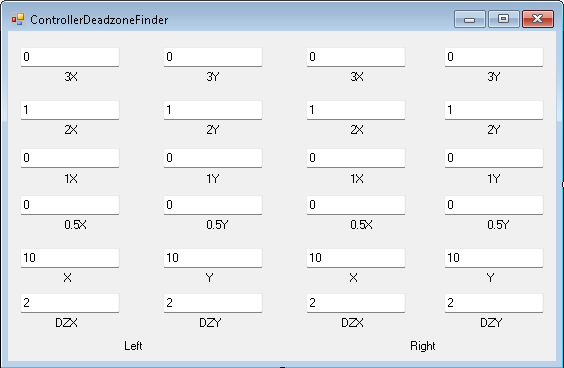 ControllerDeadzoneFinder
0 0 0 0
3X 3Y 3X 3Y
1 1 1 1
2X 2Y 2X 2Y
0 0 0 0
1X 1Y 1X 1Y
0 0 0 0
0.5X 0.5Y 0.5X 0.5Y
10 10 10 10
X Y X Y
2 2 2 2
DZX DZY DZX DZY
Left Right